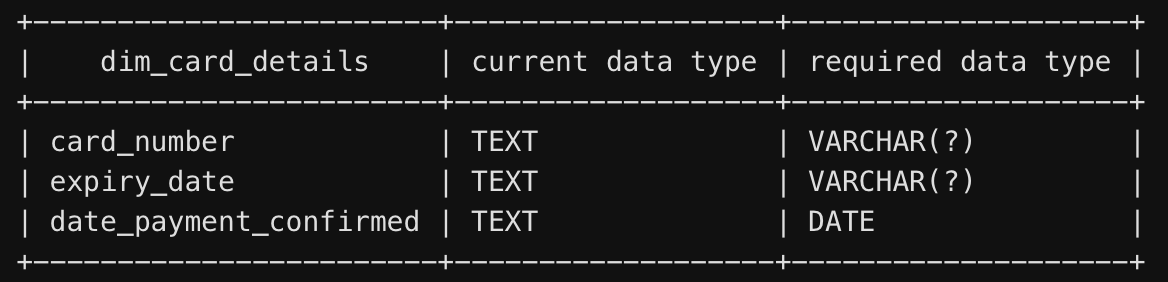 +------------------------+-------------------+--------------------+
|    dim_card_details    | current data type | required data type |
+------------------------+-------------------+--------------------+
| card_number            | TEXT              | VARCHAR(?)         |
| expiry_date            | TEXT              | VARCHAR(?)         |
| date_payment_confirmed | TEXT              | DATE               |
+------------------------+-------------------+--------------------+